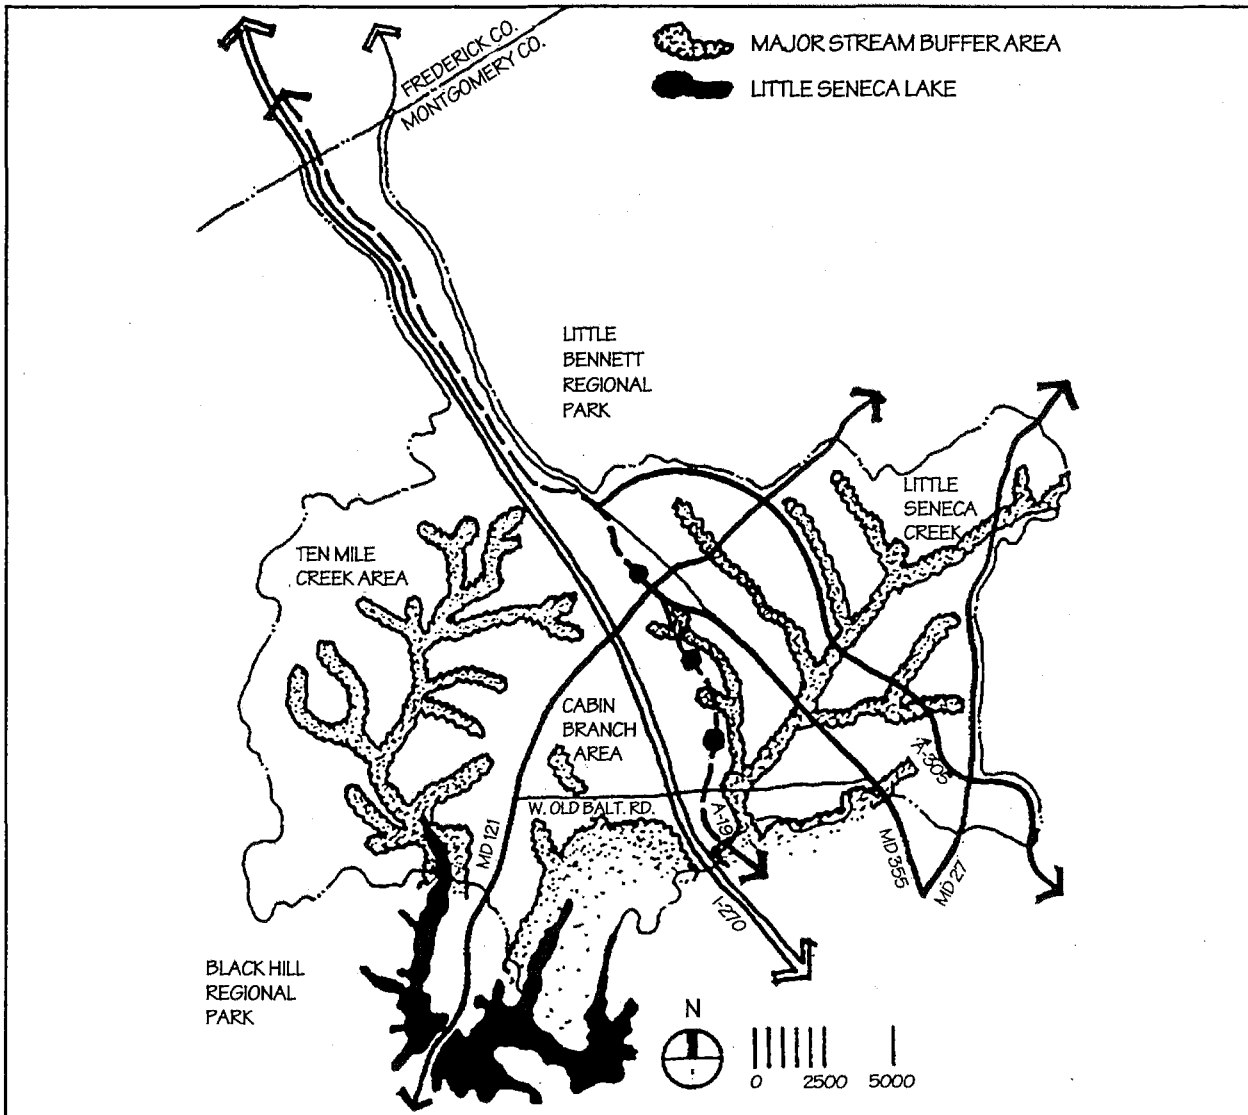 FREDERICK CO.
MONTGOMERY CO.
MAJOR STREAM BUFFER AREA
LITTLE SENECA LAKE
LITTLE
BENNETT
REGIONAL
PARK
LITTLE
SENECA
CREEK
TEN MILE
CREEK AREA
CABIN
BRANCH
AREA
W. OLD BALT. RD.
MD 121
A-19
A-305
MD 355
MD 27
I-270
BLACK HILL
REGIONAL
PARK
N
0 2500 5000